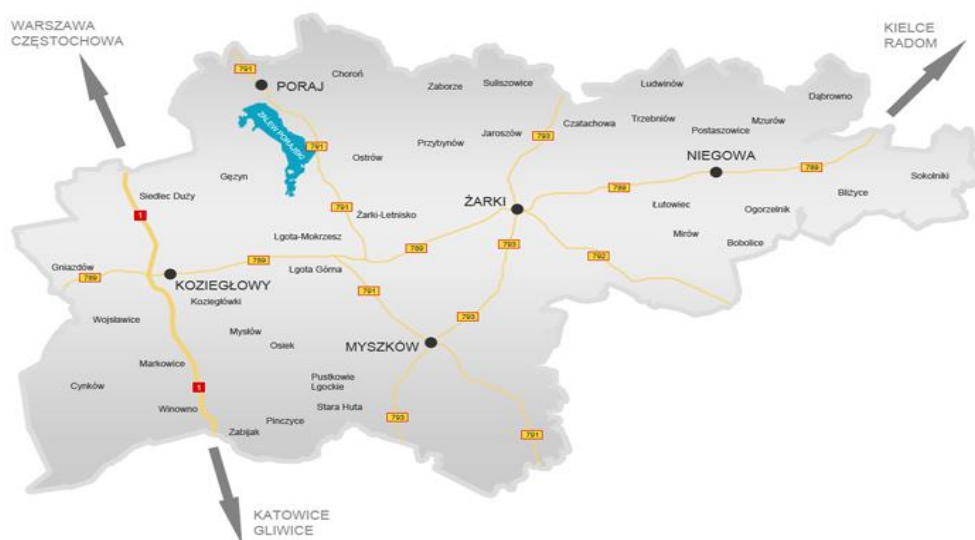 WARSZAWA
CZĘSTOCHOWA
KIELCE
RADOM
791
PORAJ
Choroń
Zaborze
Suliszowice
Ludwinów
Dąbrowno
ZALEW PORAJSKI
793
Czatachowa
Trzebniów
Postaszowice
Mzurów
791
Ostrów
Przybynów
Jaroszów
NIEGOWA
789
Gęzyn
789
Bliżyce
Sokolniki
Siedlec Duży
1
791
Żarki-Letnisko
ŻARKI
Łutowiec
Ogorzelnik
Lgota-Mokrzesz
793
Mirów
Bobolice
Gniazdów
789
789
789
792
Lgota Górna
KOZIEGŁOWY
Koziegłówki
791
Wojsławice
Mysłów
793
Osiek
MYSZKÓW
Markowice
Cynków
1
Pustkowie
Lgockie
Winowno
Stara Huta
793
Pinczyce
Zabijak
791
KATOWICE
GLIWICE